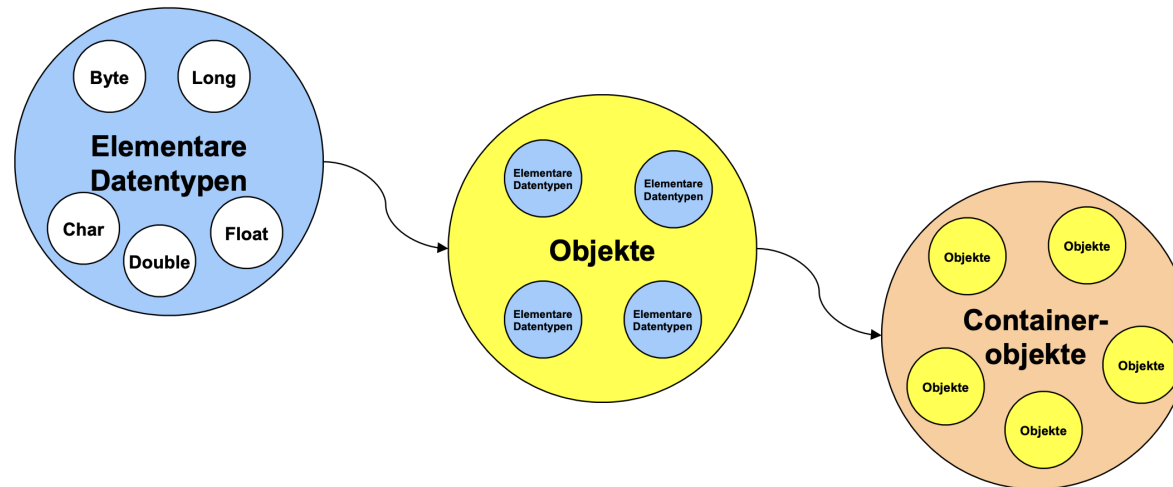 Byte
Long
Elementare
Datentypen
Char
Double
Float
Elementare
Datentypen
Elementare
Datentypen
Objekte
Elementare
Datentypen
Elementare
Datentypen
Objekte
Objekte
Container-
objekte
Objekte
Objekte
Objekte